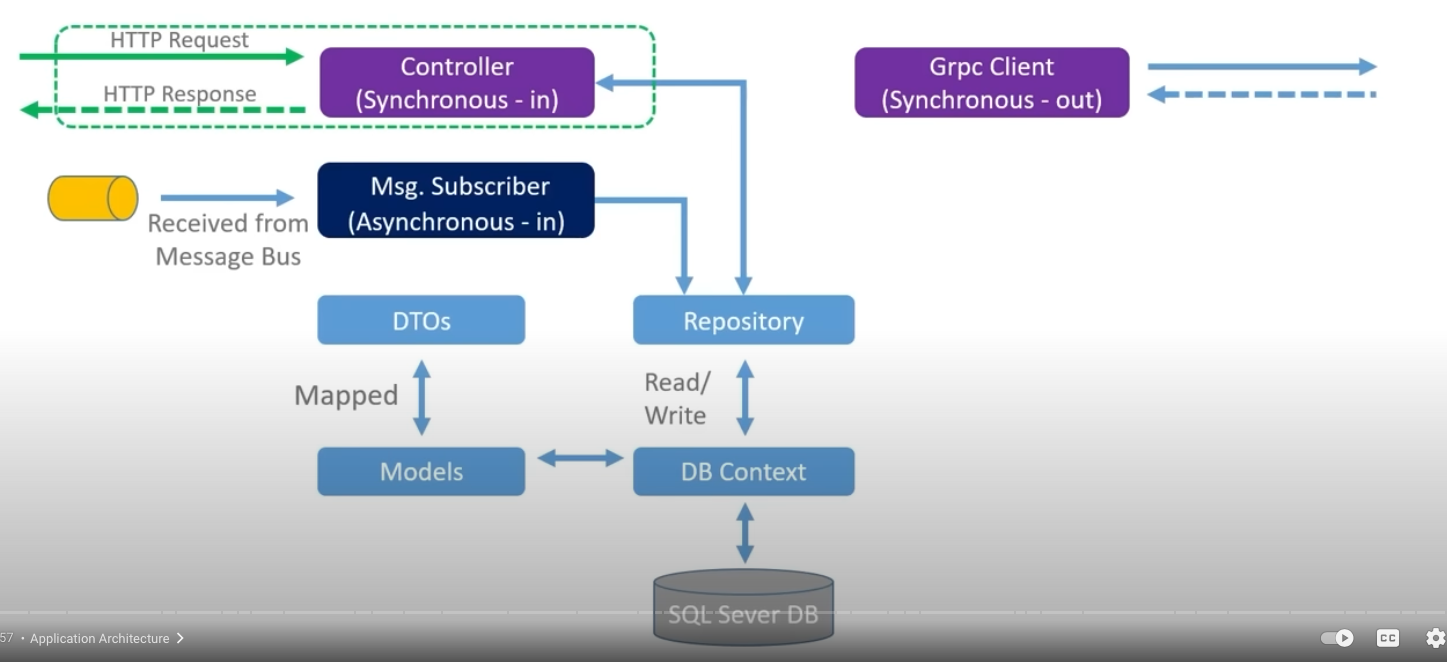 HTTP Request
HTTP Response
Controller
(Synchronous - in)
Grpc Client
(Synchronous - out)
Msg. Subscriber
(Asynchronous - in)
Received from
Message Bus
DTOs
Repository
Mapped
Read/
Write
Models
DB Context
SQL Sever DB
57 • Application Architecture
CC